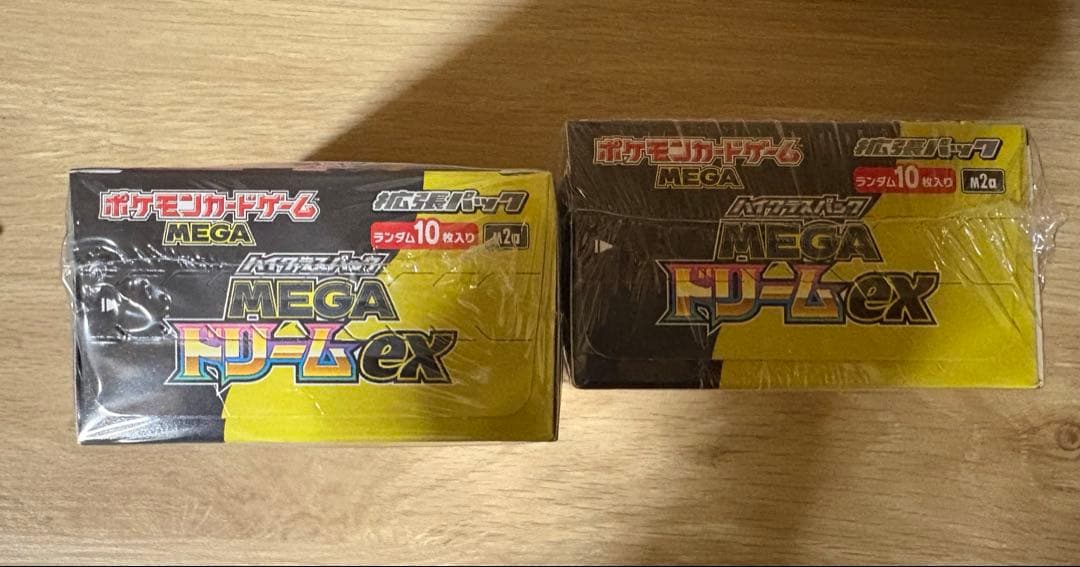 ポケモンカードゲーム
MEGA
拡張パック
ランダム10枚入り
M2a
ハイクラスパック
MEGA
ドリームex
ポケモンカードゲーム
MEGA
拡張パック
ランダム10枚入り
M2a
ハイクラスパック
MEGA
ドリームex